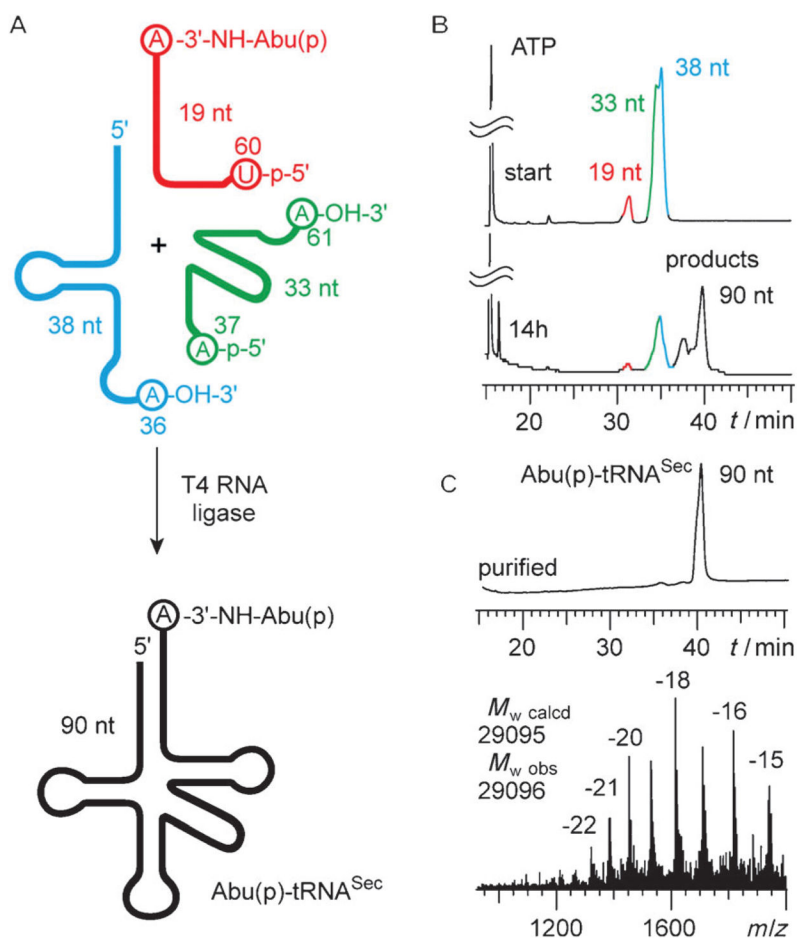 A
A -3'-NH-Abu(p)
19 nt
5'
60
U -p-5'
+
A -OH-3'
61
33 nt
38 nt
37
A -p-5'
A -OH-3'
36
T4 RNA
ligase
A -3'-NH-Abu(p)
5'
90 nt
Abu(p)-tRNA^Sec
B
ATP
38 nt
33 nt
start
19 nt
products
90 nt
14h
20 30 40 t / min
C
Abu(p)-tRNA^Sec
90 nt
purified
20 30 40 t / min
-18
M w calcd
29095
-16
-20
M w obs
29096
-15
-21
-22
1200 1600 m/z